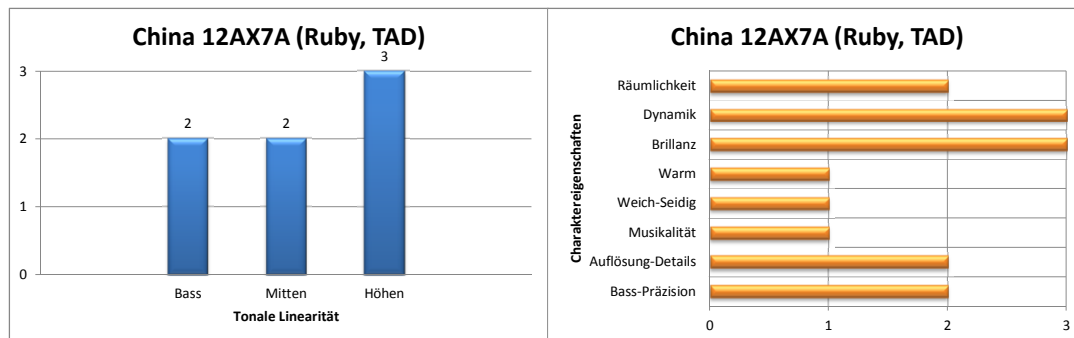 China 12AX7A (Ruby, TAD)
3
2
1
0
2
2
3
Bass
Mitten
Höhen
Tonale Linearität
China 12AX7A (Ruby, TAD)
Charaktereigenschaften
Räumlichkeit
Dynamik
Brillanz
Warm
Weich-Seidig
Musikalität
Auflösung-Details
Bass-Präzision
0
1
2
3